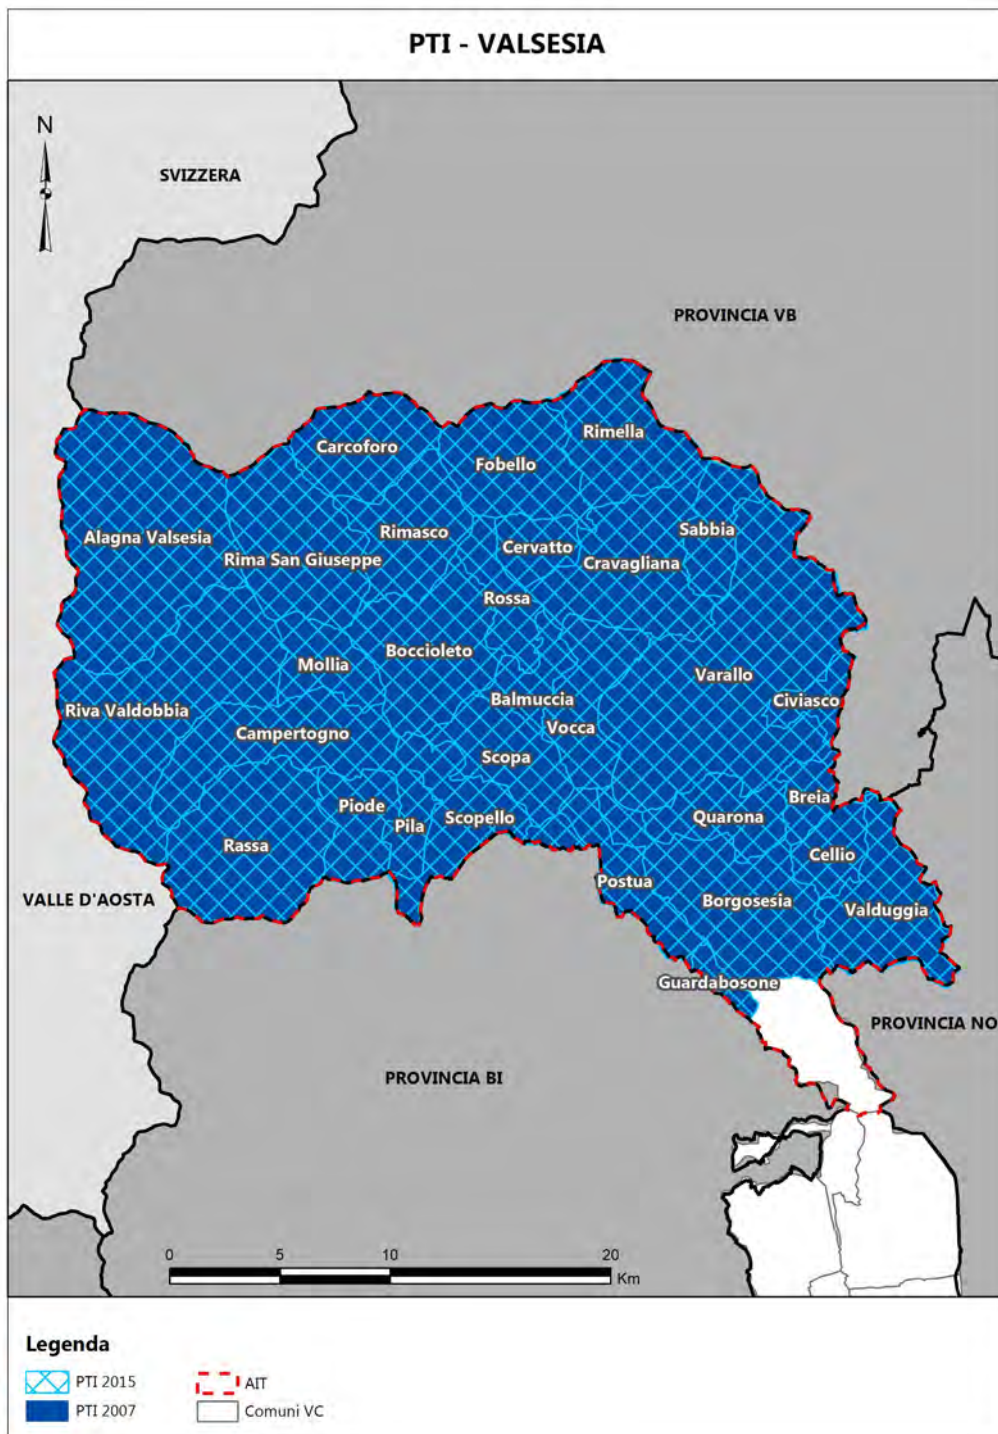 PTI - VALSESIA
N
SVIZZERA
PROVINCIA VB
Rimella
Carcoforo
Fobello
Sabbia
Rimasco
Alagna Valsesia
Cervatto
Rima San Giuseppe
Cravagliana
Rossa
Boccioleto
Mollia
Varallo
Balmuccia
Civiasco
Riva Valdobbia
Vocca
Campertogno
Scopa
Breia
Piode
Scopello
Quarona
Pila
Rassa
Cellio
Postua
VALLE D'AOSTA
Borgosesia
Valduggia
Guardabosone
PROVINCIA NO
PROVINCIA BI
0 5 10 20
Km
Legenda
PTI 2015
AIT
PTI 2007
Comuni VC